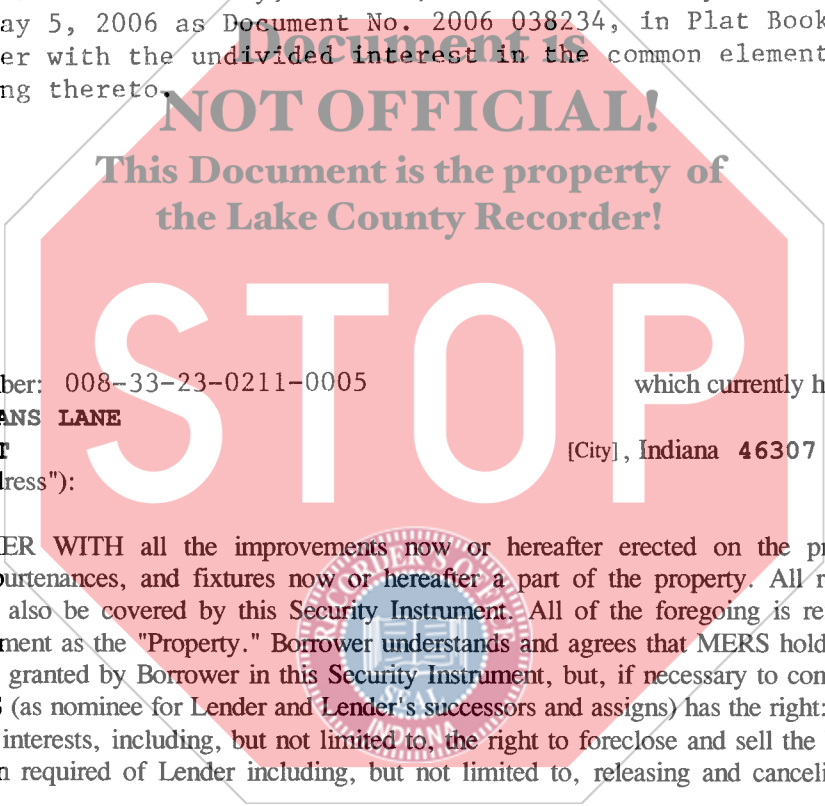 ay 5, 2006 as Document No. 2006 038234, in Plat Book
Document is
er with the undivided interest in the common element
ng thereto.
NOT OFFICIAL!
This Document is the property of
the Lake County Recorder!
STOP
ber: 008-33-23-0211-0005 which currently h
ANS LANE
T [City], Indiana 46307
dress"):
ER WITH all the improvements now or hereafter erected on the pr
purtenances, and fixtures now or hereafter a part of the property. All r
also be covered by this Security Instrument. All of the foregoing is re
ment as the "Property." Borrower understands and agrees that MERS hold
granted by Borrower in this Security Instrument, but, if necessary to com
S (as nominee for Lender and Lender's successors and assigns) has the right:
interests, including, but not limited to, the right to foreclose and sell the
n required of Lender including, but not limited to, releasing and canceli
RECORDER'S OFFICE
SEAL
INDIANA